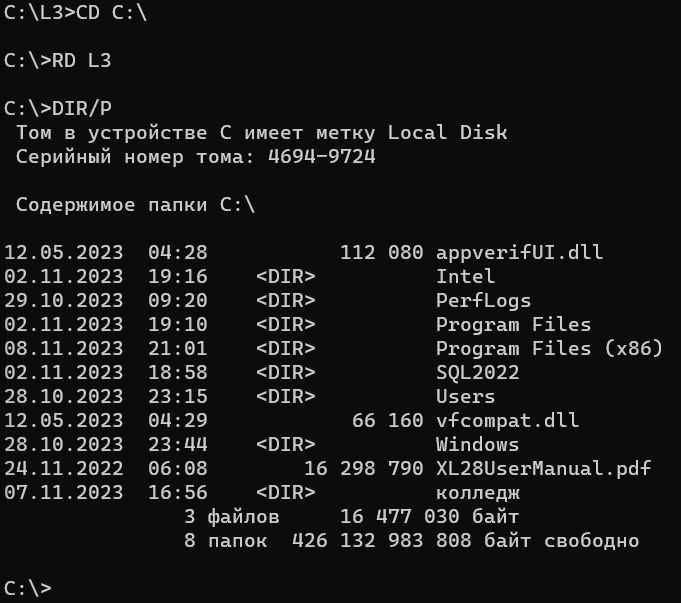 C:\L3>CD C:\
C:\>RD L3
C:\>DIR/P
Том в устройстве C имеет метку Local Disk
Серийный номер тома: 4694-9724
Содержимое папки C:\
12.05.2023  04:28           112 080 appverifUI.dll
02.11.2023  19:16    <DIR>          Intel
29.10.2023  09:20    <DIR>          PerfLogs
02.11.2023  19:10    <DIR>          Program Files
08.11.2023  21:01    <DIR>          Program Files (x86)
02.11.2023  18:58    <DIR>          SQL2022
28.10.2023  23:15    <DIR>          Users
12.05.2023  04:29            66 160 vfcompat.dll
28.10.2023  23:44    <DIR>          Windows
24.11.2022  06:08        16 298 790 XL28UserManual.pdf
07.11.2023  16:56    <DIR>          колледж
3 файлов     16 477 030 байт
8 папок  426 132 983 808 байт свободно
C:\>